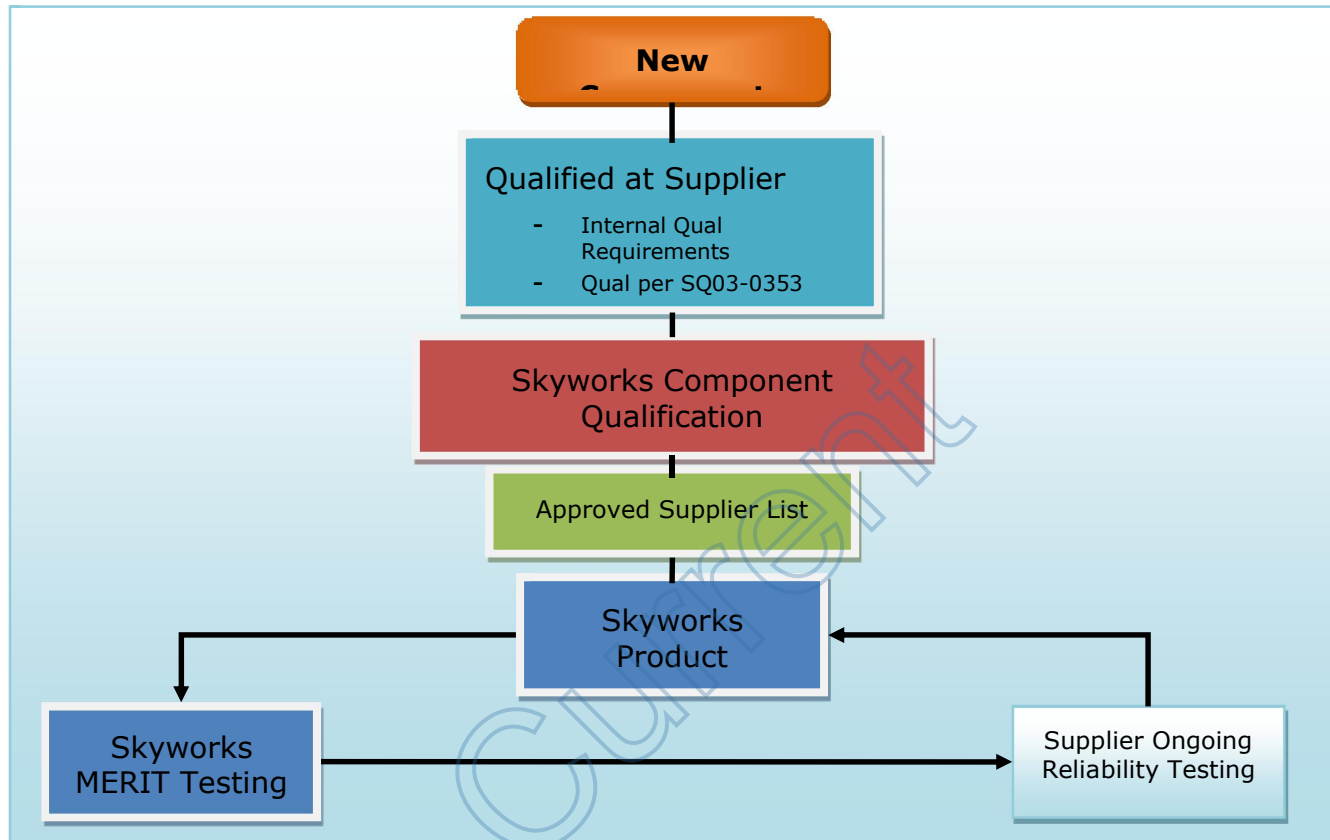 New
Qualified at Supplier
- Internal Qual
Requirements
- Qual per SQ03-0353
Skyworks Component
Qualification
Approved Supplier List
Skyworks
Product
Skyworks
MERIT Testing
Supplier Ongoing
Reliability Testing
Current